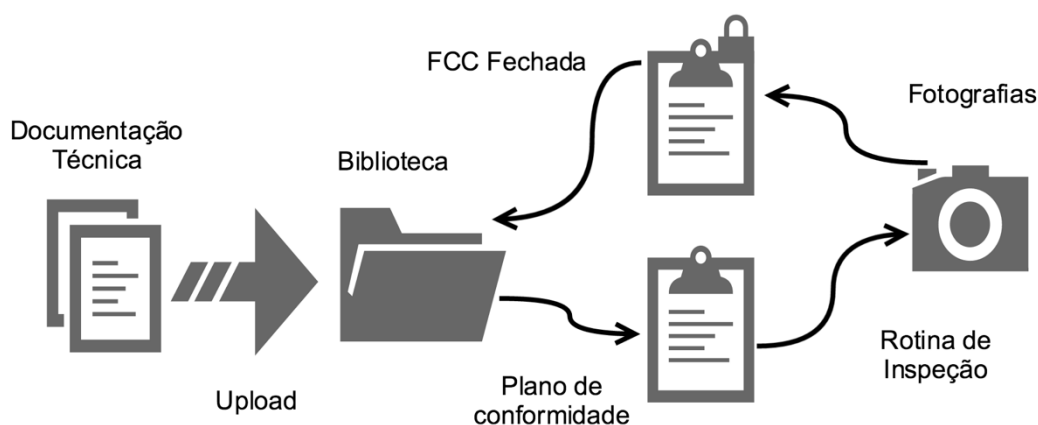 FCC Fechada
Fotografias
Documentação
Técnica
Biblioteca
Rotina de
Inspeção
Plano de
conformidade
Upload